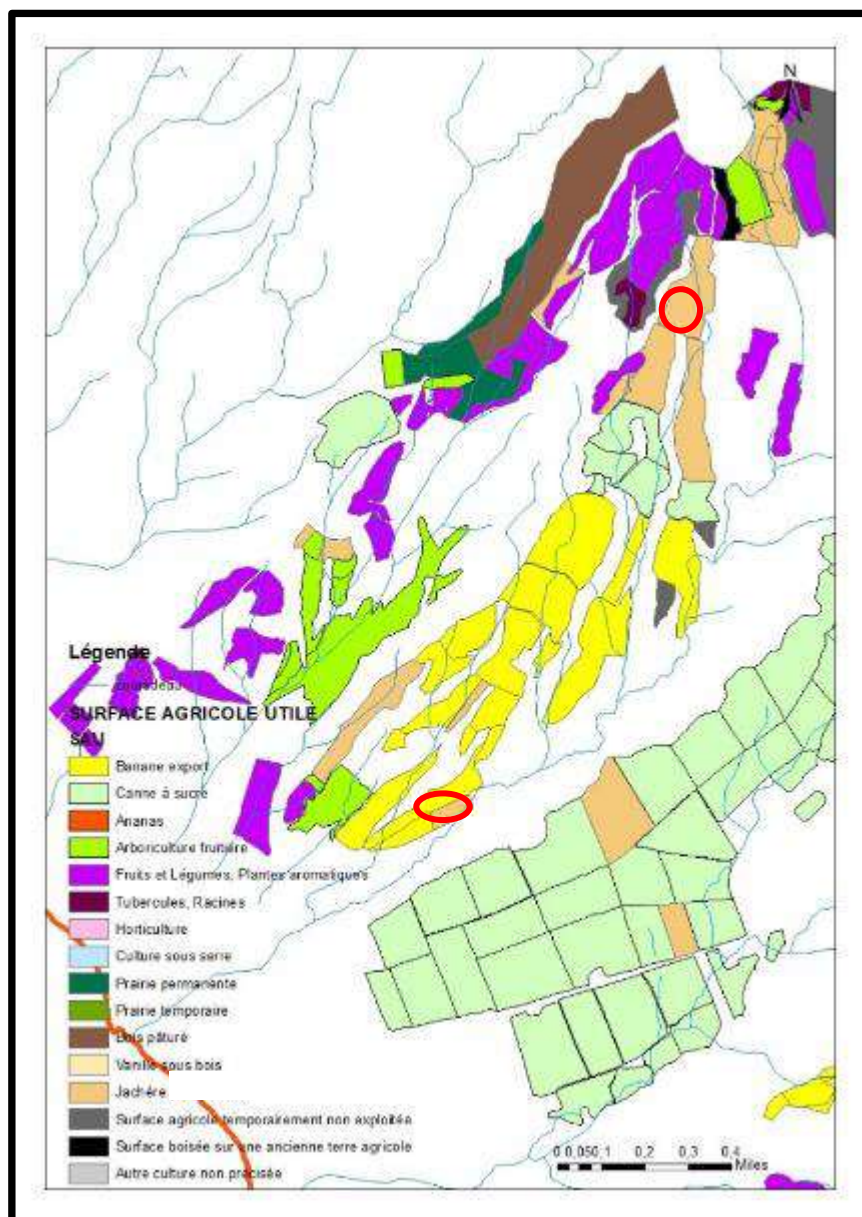 N
Légende
SURFACE AGRICOLE UTILE
SAU
Banane export
Canne à sucre
Ananas
Arboriculture fruitière
Fruits et Légumes, Plantes aromatiques
Tubercules, Racines
Horticulture
Culture sous serre
Prairie permanente
Prairie temporaire
Bois pâturé
Vanille sous bois
Jachère
Surface agricole temporairement non exploitée
Surface boisée sur une ancienne terre agricole
Autre culture non précisée
0 0,050,1 0,2 0,3 0,4
Miles